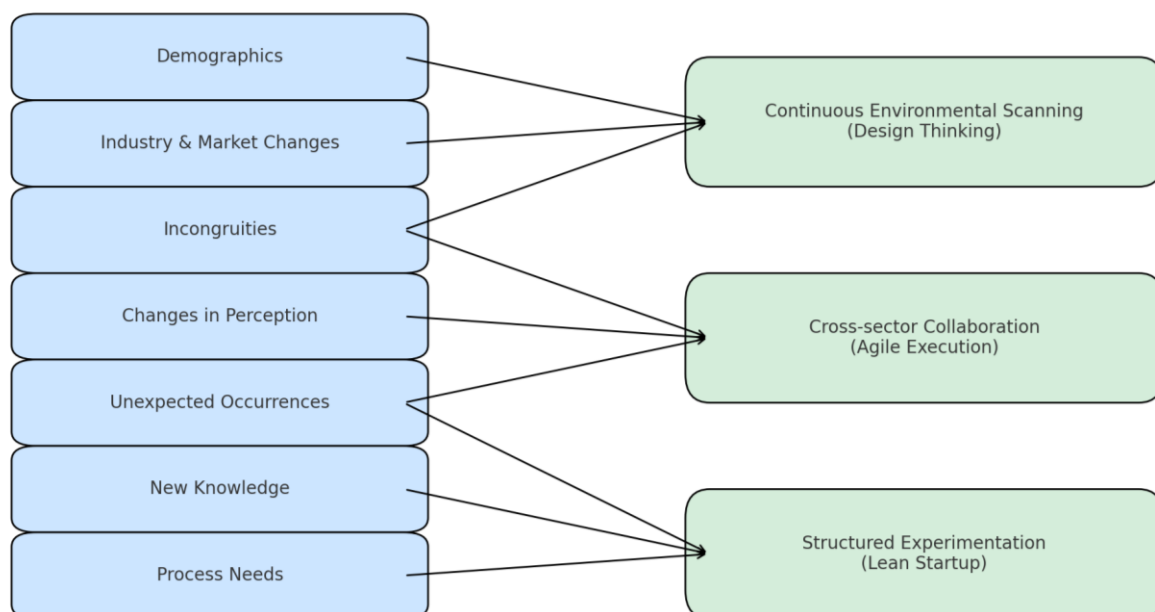 Demographics
Industry & Market Changes
Incongruities
Changes in Perception
Unexpected Occurrences
New Knowledge
Process Needs
Continuous Environmental Scanning
(Design Thinking)
Cross-sector Collaboration
(Agile Execution)
Structured Experimentation
(Lean Startup)